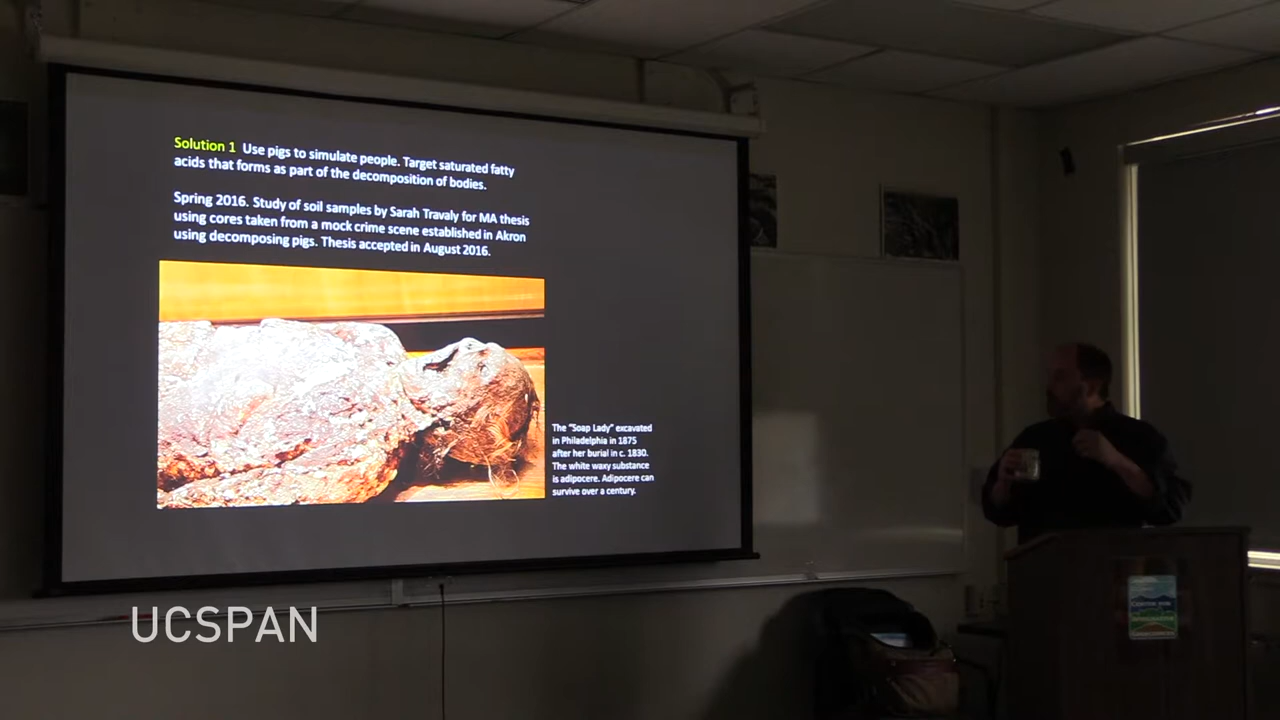 Solution 1 Use pigs to simulate people. Target saturated fatty
acids that forms as part of the decomposition of bodies.
Spring 2016. Study of soil samples by Sarah Travaly for MA thesis
using cores taken from a mock crime scene established in Akron
using decomposing pigs. Thesis accepted in August 2016.
The "Soap Lady" excavated
in Philadelphia in 1875
after her burial in c. 1830.
The white waxy substance
is adipocere. Adipocere can
survive over a century.
UCSPAN